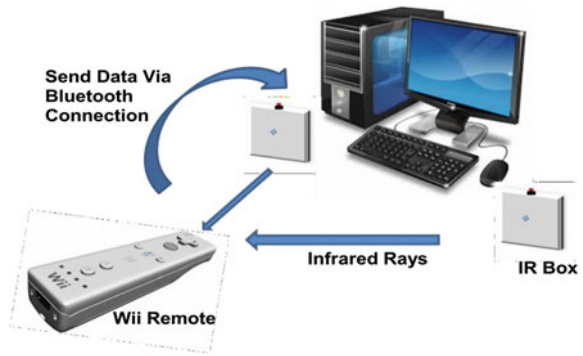 Send Data Via
Bluetooth
Connection
Infrared Rays
IR Box
Wii
Wii Remote